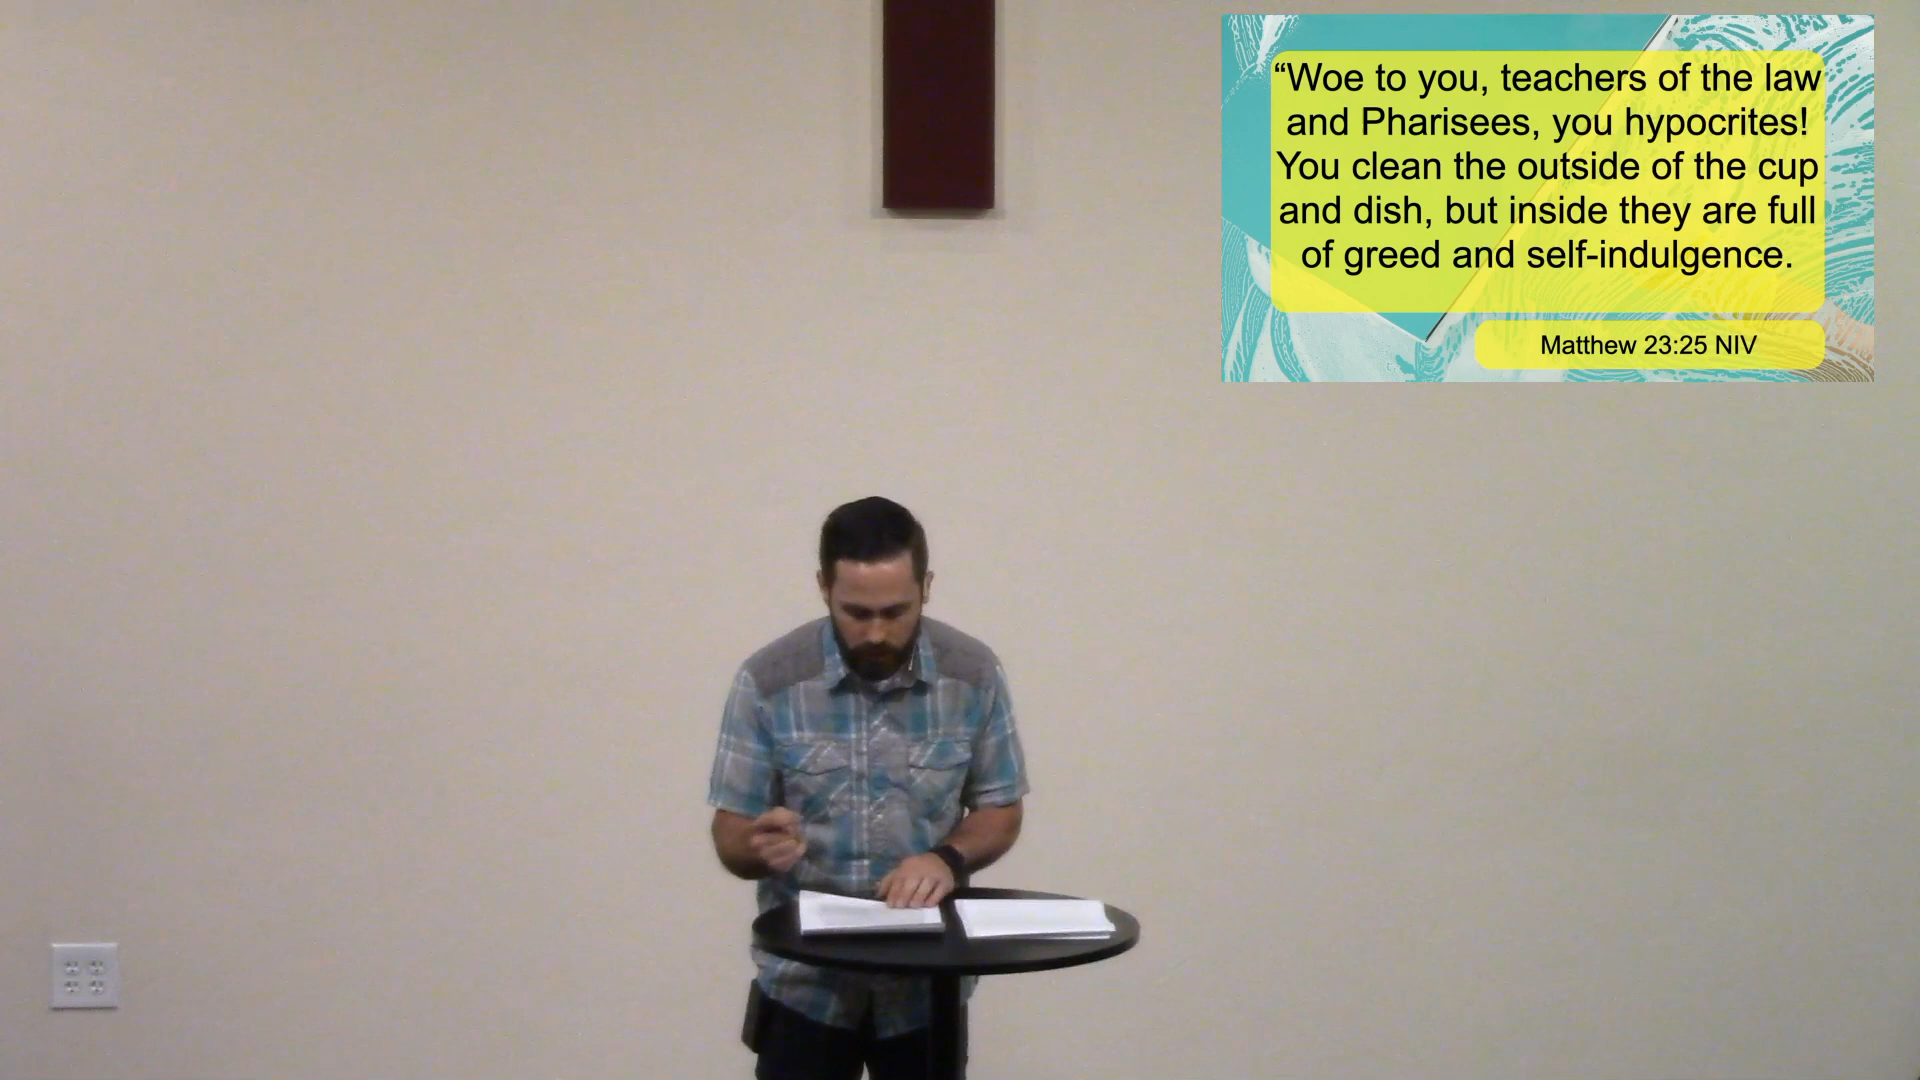 “Woe to you, teachers of the law
and Pharisees, you hypocrites!
You clean the outside of the cup
and dish, but inside they are full
of greed and self-indulgence.
Matthew 23:25 NIV